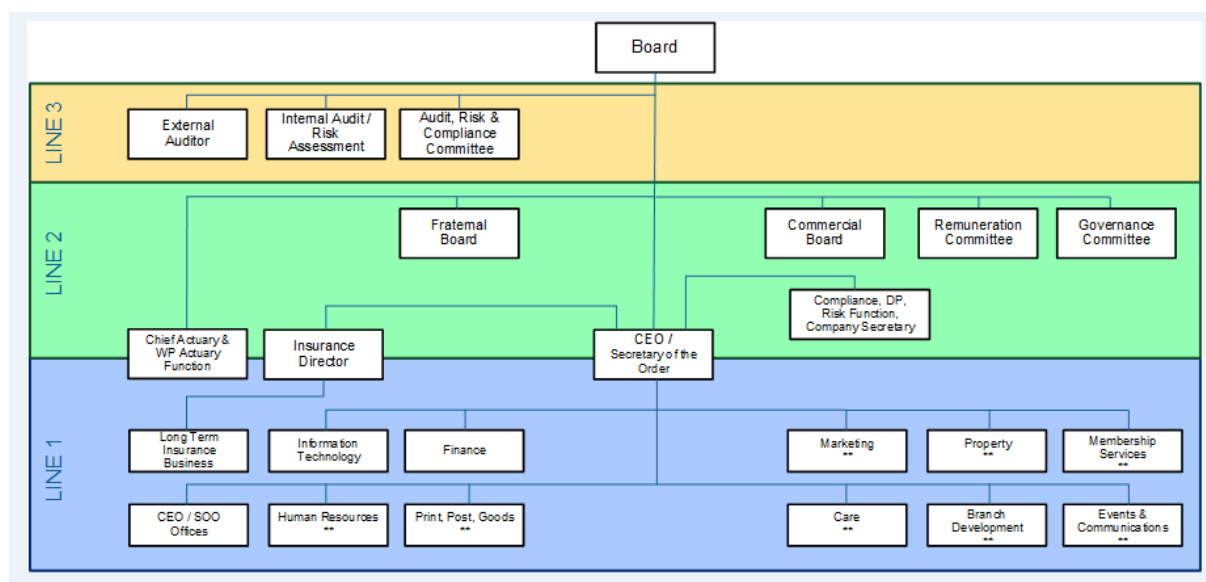 Board
LINE 3
External
Auditor
Internal Audit /
Risk
Assessment
Audit, Risk &
Compliance
Committee
LINE 2
Fraternal
Board
Commercial
Board
Remuneration
Committee
Governance
Committee
Compliance, DP,
Risk Function,
Company Secretary
Chief Actuary &
WP Actuary
Function
Insurance
Director
CEO /
Secretary of the
Order
LINE 1
Long Term
Insurance
Business
Information
Technology
Finance
Marketing
**
Property
**
Membership
Services
**
CEO / SOO
Offices
Human Resources
**
Print, Post, Goods
**
Care
**
Branch
Development
**
Events &
Communications
**